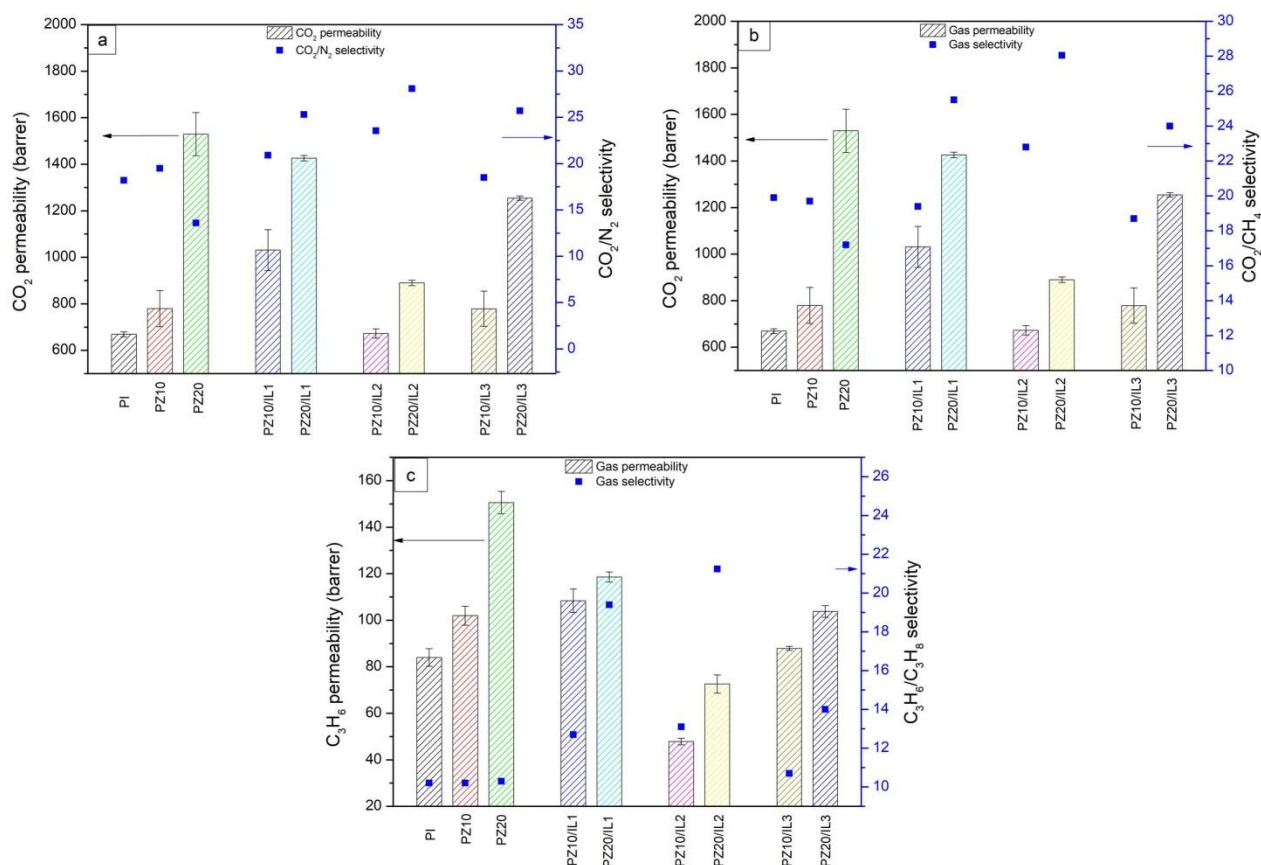 a
CO₂ permeability
CO₂/N₂ selectivity
2000
1800
1600
1400
1200
1000
800
600
CO₂ permeability (barrer)
35
30
25
20
15
10
5
0
CO₂/N₂ selectivity
PI
PZ10
PZ20
PZ10/IL1
PZ20/IL1
PZ10/IL2
PZ20/IL2
PZ10/IL3
PZ20/IL3
b
Gas permeability
Gas selectivity
2000
1800
1600
1400
1200
1000
800
600
CO₂ permeability (barrer)
30
28
26
24
22
20
18
16
14
12
10
CO₂/CH₄ selectivity
PI
PZ10
PZ20
PZ10/IL1
PZ20/IL1
PZ10/IL2
PZ20/IL2
PZ10/IL3
PZ20/IL3
c
Gas permeability
Gas selectivity
160
140
120
100
80
60
40
20
C₃H₆ permeability (barrer)
26
24
22
20
18
16
14
12
10
C₃H₆/C₃H₈ selectivity
PI
PZ10
PZ20
PZ10/IL1
PZ20/IL1
PZ10/IL2
PZ20/IL2
PZ10/IL3
PZ20/IL3